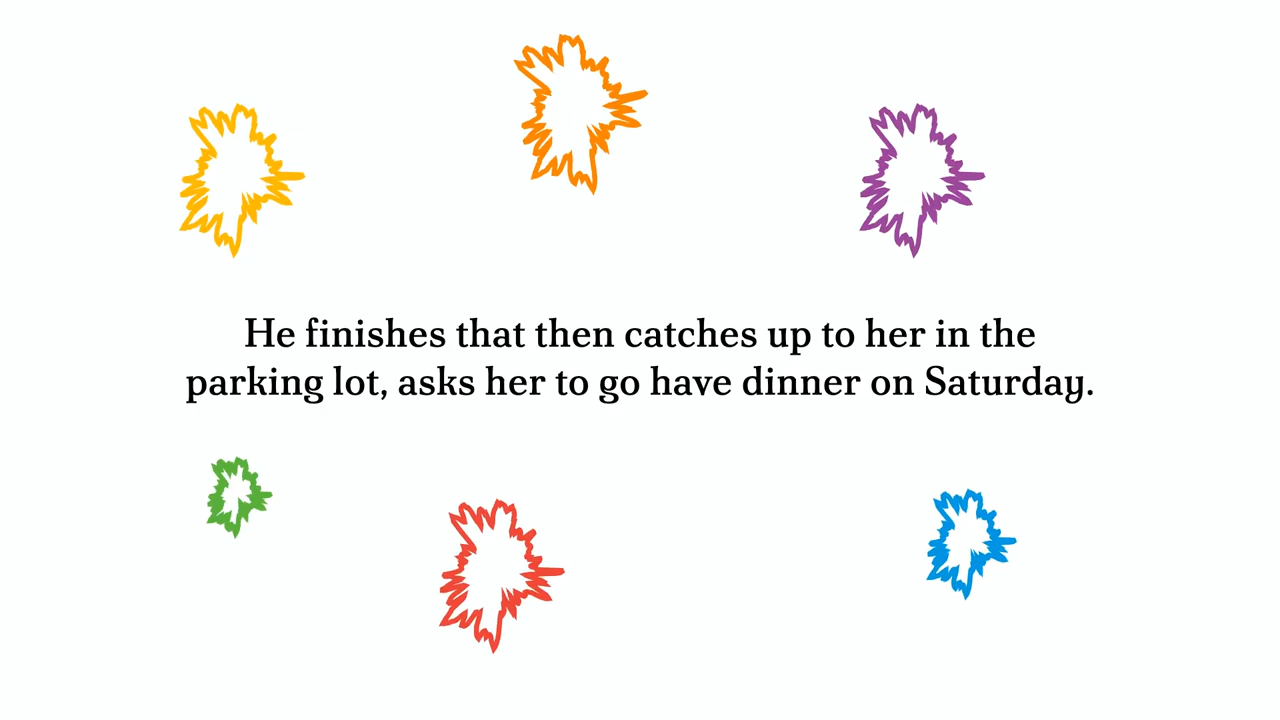 He finishes that then catches up to her in the
parking lot, asks her to go have dinner on Saturday.